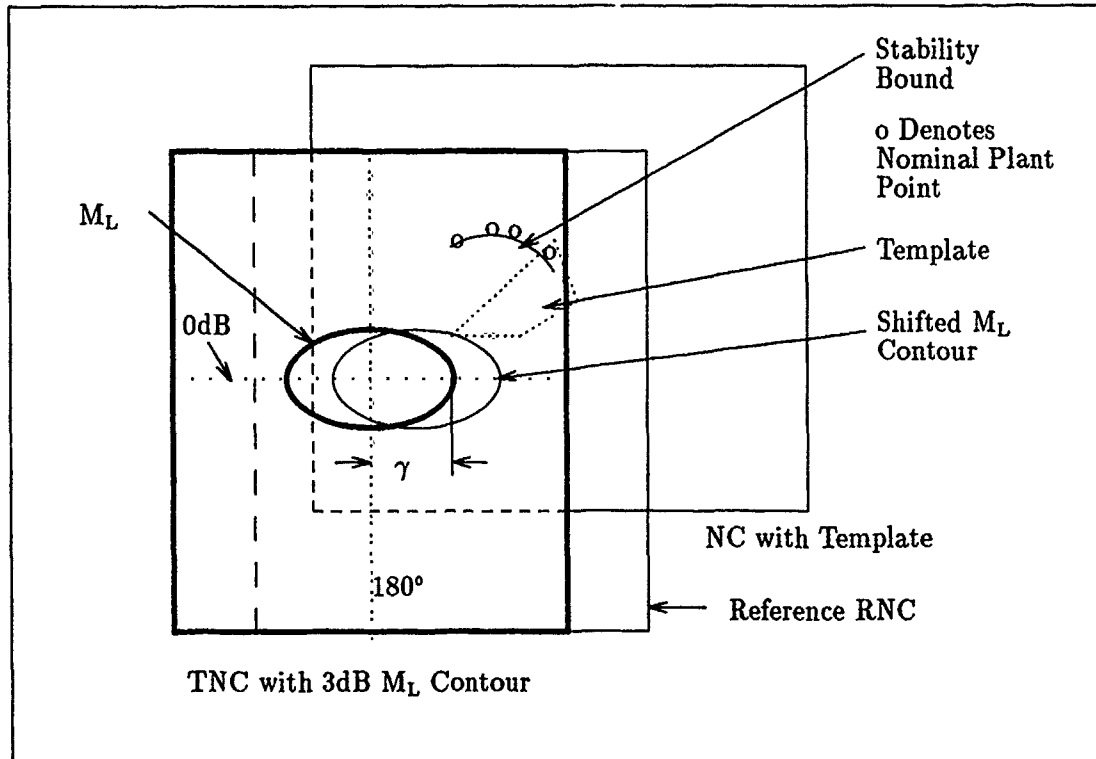 Stability
Bound
o Denotes
Nominal Plant
Point
M_L
o o o o
Template
0dB
Shifted M_L
Contour
γ
NC with Template
180°
Reference RNC
TNC with 3dB M_L Contour